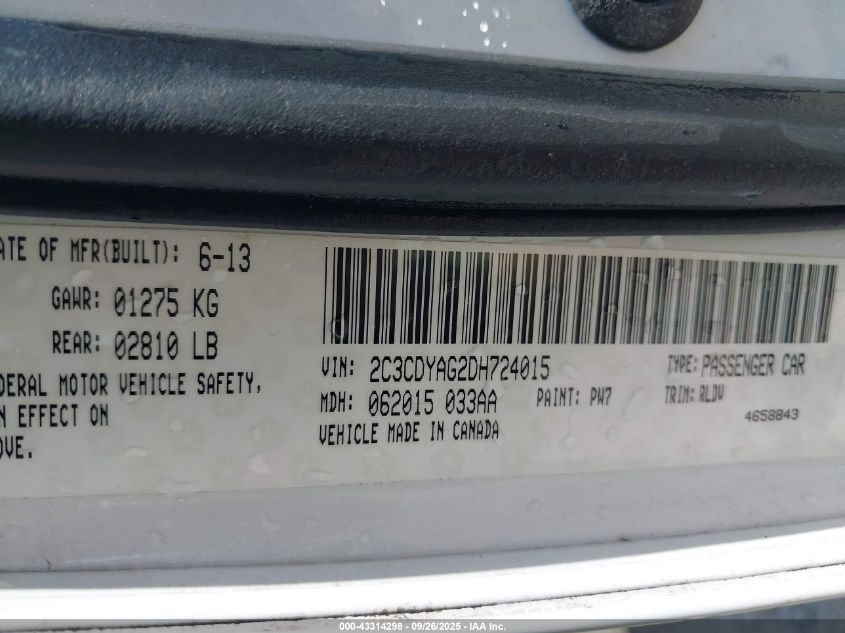 ATE OF MFR(BUILT): 6-13
GAWR: 01275 KG
REAR: 02810 LB
DERAL MOTOR VEHICLE SAFETY,
N EFFECT ON
OVE.
VIN: 2C3CDYAG2DH724015 TYPE: PASSENGER CAR
MDH: 062015 033AA PAINT: PW7 TRIM: RLDV
4658843
VEHICLE MADE IN CANADA
000-43314298 - 09/26/2025 - IAA Inc.